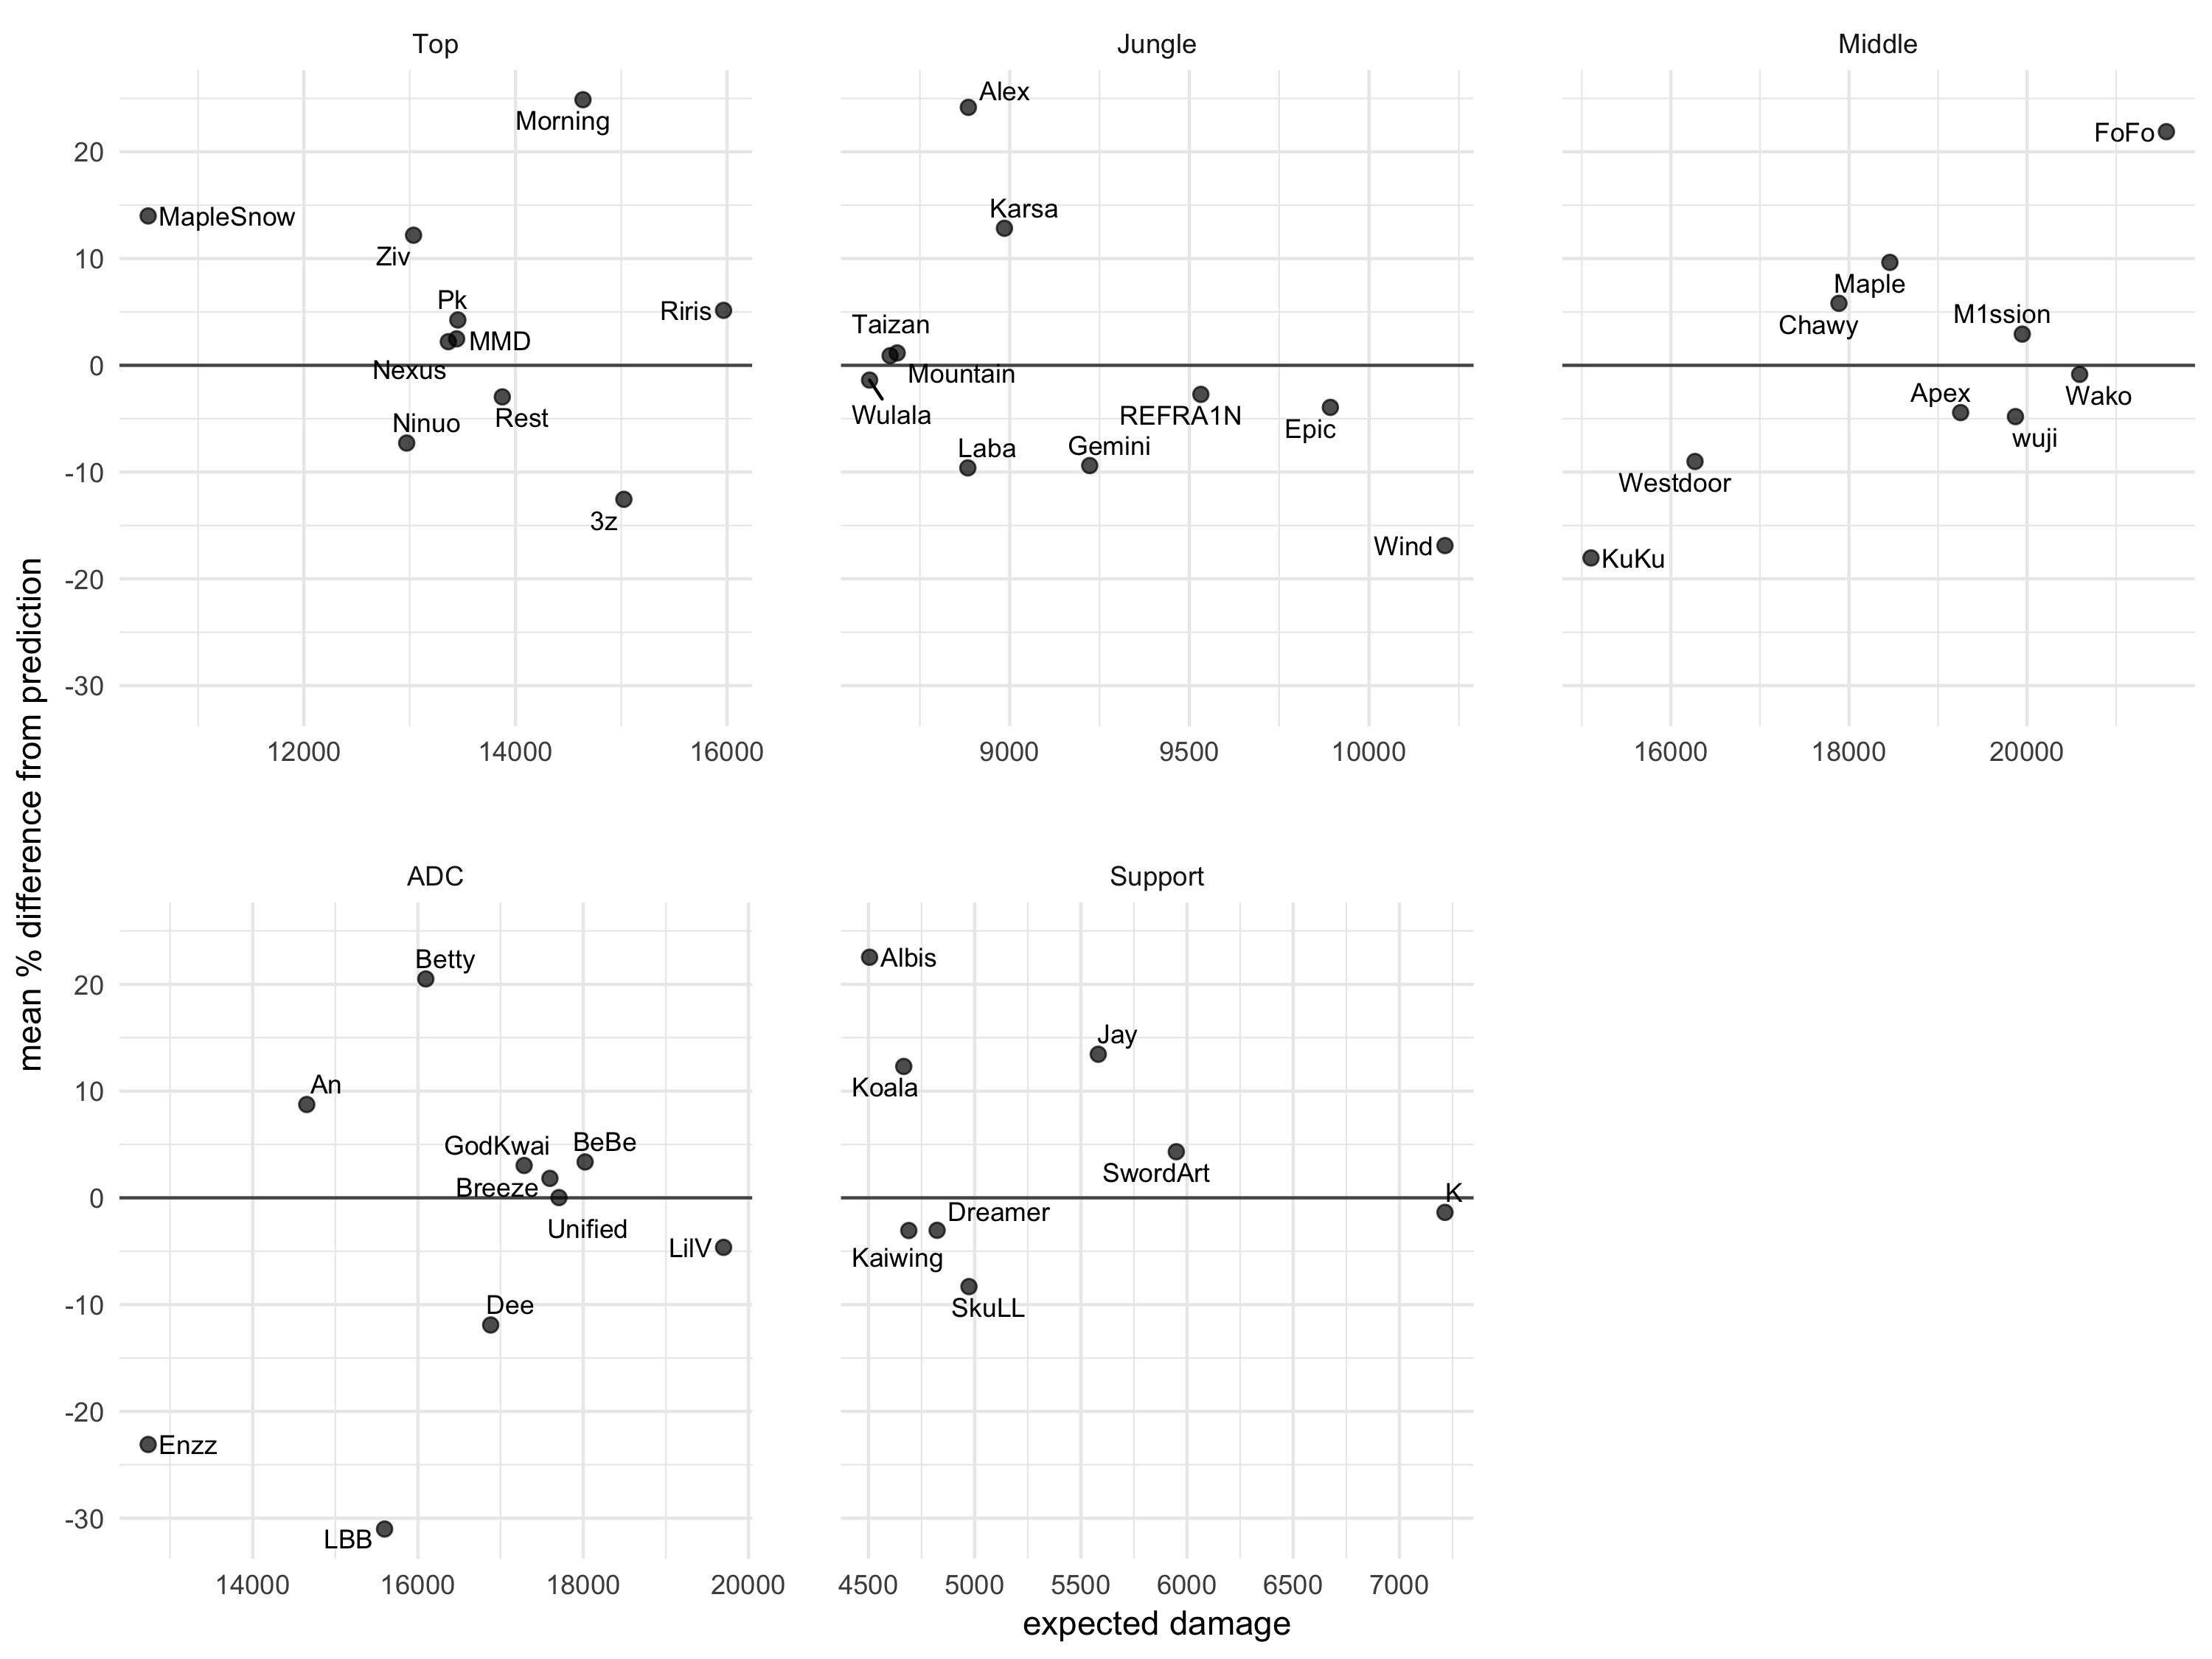 Top
Jungle
Middle
mean % difference from prediction
20
10
0
-10
-20
-30
Morning
MapleSnow
Ziv
Pk
Riris
MMD
Nexus
Rest
Ninuo
3z
12000
14000
16000
Alex
Karsa
Taizan
Mountain
Wulala
REFRA1N
Epic
Laba
Gemini
Wind
9000
9500
10000
FoFo
Maple
Chawy
M1ssion
Wako
Apex
wuji
Westdoor
KuKu
16000
18000
20000
ADC
Support
20
10
0
-10
-20
-30
Betty
An
GodKwai
BeBe
Breeze
Unified
LilV
Dee
Enzz
LBB
14000
16000
18000
20000
Albis
Jay
Koala
SwordArt
K
Dreamer
Kaiwing
SkuLL
4500
5000
5500
6000
6500
7000
expected damage